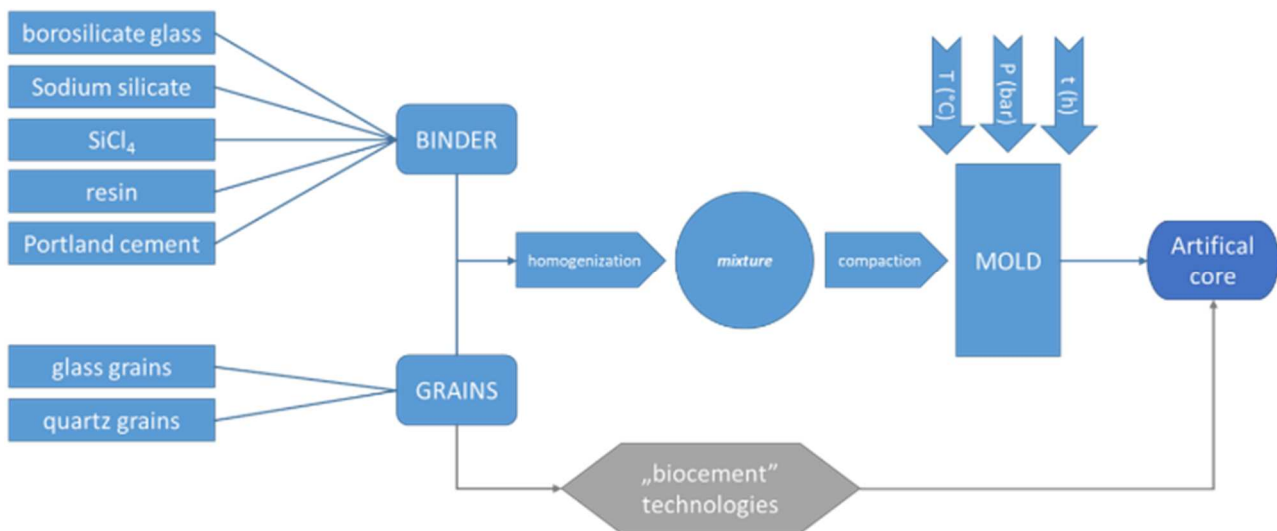 borosilicate glass
Sodium silicate
SiCl₄
resin
Portland cement
BINDER
glass grains
quartz grains
GRAINS
homogenization
mixture
compaction
T (°C)
P (bar)
t (h)
MOLD
Artifical
core
„biocement”
technologies